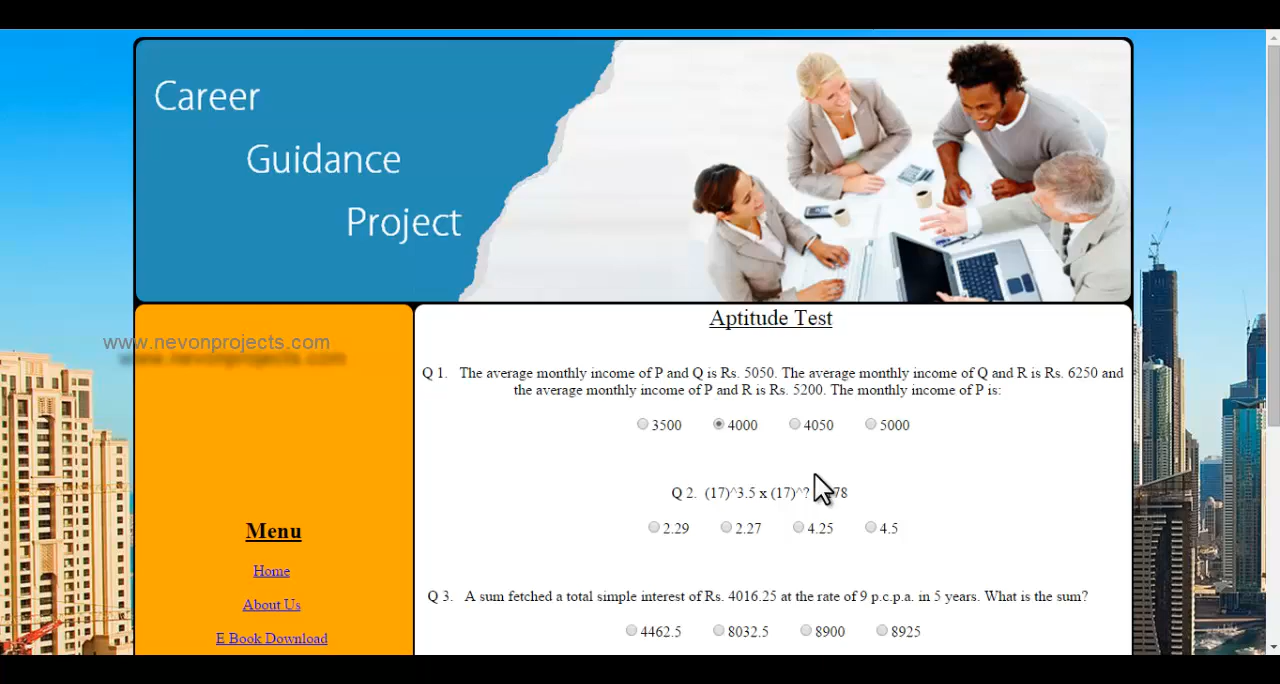 Career
Guidance
Project
www.nevonprojects.com
Menu
Home
About Us
E Book Download
Aptitude Test
Q 1. The average monthly income of P and Q is Rs. 5050. The average monthly income of Q and R is Rs. 6250 and
the average monthly income of P and R is Rs. 5200. The monthly income of P is:
3500 4000 4050 5000
Q 2. (17)^3.5 x (17)^? 78
2.29 2.27 4.25 4.5
Q 3. A sum fetched a total simple interest of Rs. 4016.25 at the rate of 9 p.c.p.a. in 5 years. What is the sum?
4462.5 8032.5 8900 8925